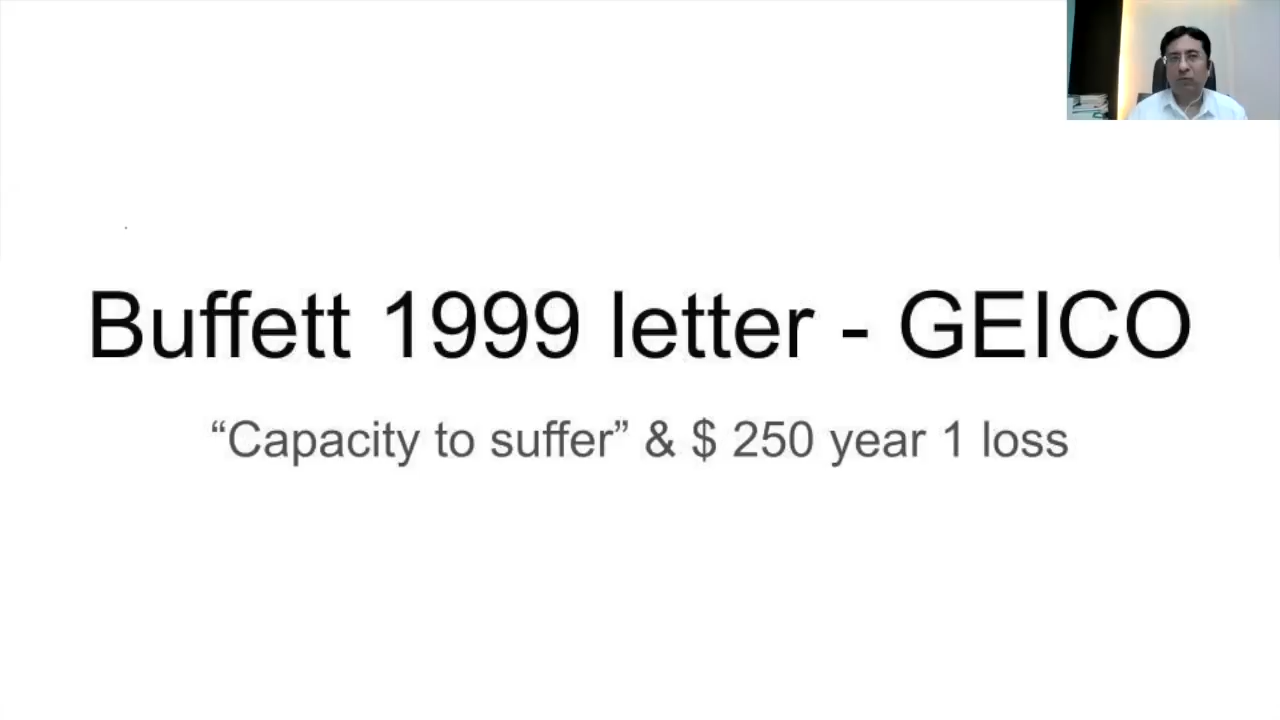 Buffett 1999 letter - GEICO
“Capacity to suffer” & $ 250 year 1 loss